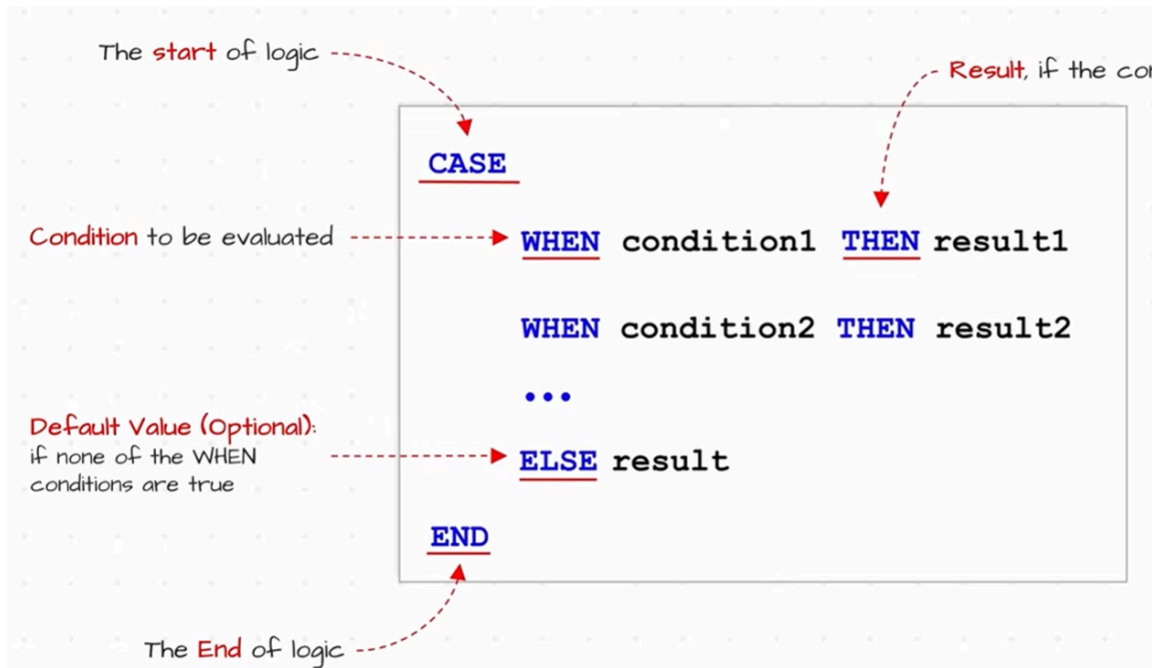 The start of logic
Result, if the
CASE
Condition to be evaluated
WHEN condition1 THEN result1
WHEN condition2 THEN result2
...
Default Value (Optional):
if none of the WHEN
conditions are true
ELSE result
END
The End of logic